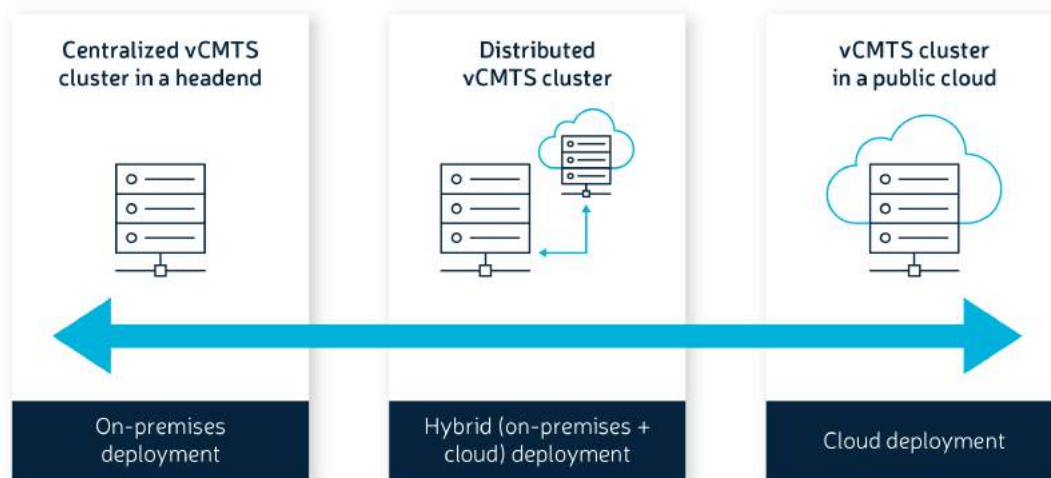 Centralized vCMTS
cluster in a headend
Distributed
vCMTS cluster
vCMTS cluster
in a public cloud
On-premises
deployment
Hybrid (on-premises +
cloud) deployment
Cloud deployment